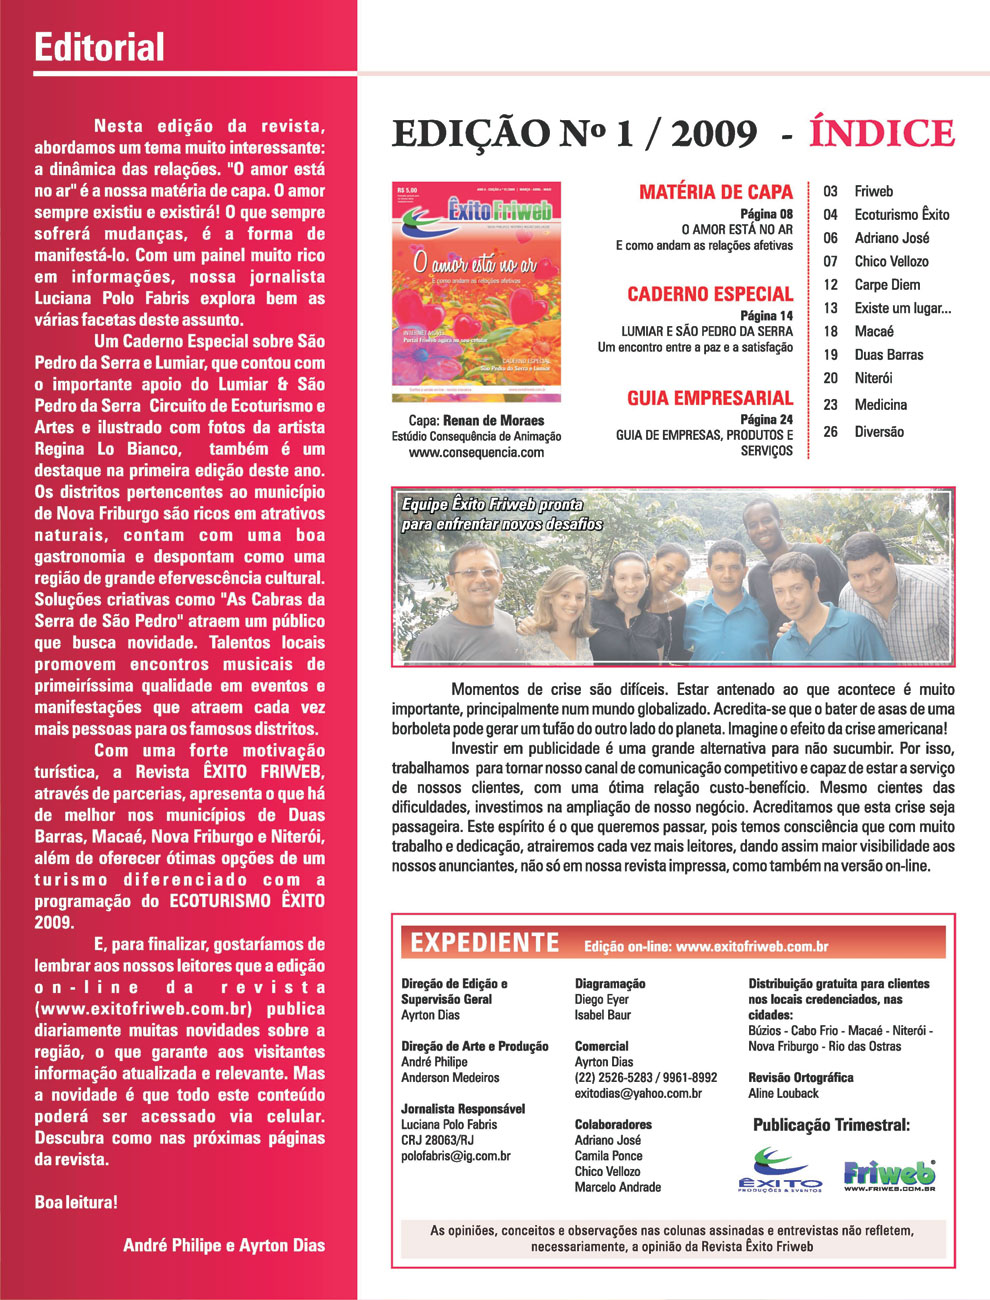 Editorial
Nesta edição da revista,
abordamos um tema muito interessante:
a dinâmica das relações. "O amor está
no ar" é a nossa matéria de capa. O amor
sempre existiu e existirá! O que sempre
sofrerá mudanças, é a forma de
manifestá-lo. Com um painel muito rico
em informações, nossa jornalista
Luciana Polo Fabris explora bem as
várias facetas deste assunto.
Um Caderno Especial sobre São
Pedro da Serra e Lumiar, que contou com
o importante apoio do Lumiar & São
Pedro da Serra Circuito de Ecoturismo e
Artes e ilustrado com fotos da artista
Regina Lo Bianco, também é um
destaque na primeira edição deste ano.
Os distritos pertencentes ao município
de Nova Friburgo são ricos em atrativos
naturais, contam com uma boa
gastronomia e despontam como uma
região de grande efervescência cultural.
Soluções criativas como "As Cabras da
Serra de São Pedro" atraem um público
que busca novidade. Talentos locais
promovem encontros musicais de
primeiríssima qualidade em eventos e
manifestações que atraem cada vez
mais pessoas para os famosos distritos.
Com uma forte motivação
turística, a Revista ÊXITO FRIWEB,
através de parcerias, apresenta o que há
de melhor nos municípios de Duas
Barras, Macaé, Nova Friburgo e Niterói,
além de oferecer ótimas opções de um
turismo diferenciado com a
programação do ECOTURISMO ÊXITO
2009.
E, para finalizar, gostaríamos de
lembrar aos nossos leitores que a edição
on-line da revista
(www.exitofriweb.com.br) publica
diariamente muitas novidades sobre a
região, o que garante aos visitantes
informação atualizada e relevante. Mas
a novidade é que todo este conteúdo
poderá ser acessado via celular.
Descubra como nas próximas páginas
da revista.
Boa leitura!
André Philipe e Ayrton Dias
EDIÇÃO Nº 1 / 2009 - ÍNDICE
R$ 5,00
Êxito Friweb
O amor está no ar
E como andam as relações afetivas
INTERNET MÓVEL
Portal Friweb agora no seu celular
CADERNO ESPECIAL
São Pedro da Serra e Lumiar
Capa: Renan de Moraes
Estúdio Consequência de Animação
www.consequencia.com
MATÉRIA DE CAPA
Página 08
O AMOR ESTÁ NO AR
E como andam as relações afetivas
CADERNO ESPECIAL
Página 14
LUMIAR E SÃO PEDRO DA SERRA
Um encontro entre a paz e a satisfação
GUIA EMPRESARIAL
Página 24
GUIA DE EMPRESAS, PRODUTOS E
SERVIÇOS
03 Friweb
04 Ecoturismo Êxito
06 Adriano José
07 Chico Vellozo
12 Carpe Diem
13 Existe um lugar...
18 Macaé
19 Duas Barras
20 Niterói
23 Medicina
26 Diversão
Equipe Êxito Friweb pronta
para enfrentar novos desafios
Momentos de crise são difíceis. Estar antenado ao que acontece é muito
importante, principalmente num mundo globalizado. Acredita-se que o bater de asas de uma
borboleta pode gerar um tufão do outro lado do planeta. Imagine o efeito da crise americana!
Investir em publicidade é uma grande alternativa para não sucumbir. Por isso,
trabalhamos para tornar nosso canal de comunicação competitivo e capaz de estar a serviço
de nossos clientes, com uma ótima relação custo-benefício. Mesmo cientes das
dificuldades, investimos na ampliação de nosso negócio. Acreditamos que esta crise seja
passageira. Este espírito é o que queremos passar, pois temos consciência que com muito
trabalho e dedicação, atrairemos cada vez mais leitores, dando assim maior visibilidade aos
nossos anunciantes, não só em nossa revista impressa, como também na versão on-line.
EXPEDIENTE Edição on-line: www.exitofriweb.com.br
Direção de Edição e
Supervisão Geral
Ayrton Dias
Direção de Arte e Produção
André Philipe
Anderson Medeiros
Jornalista Responsável
Luciana Polo Fabris
CRJ 28063/RJ
polofabris@ig.com.br
Diagramação
Diego Eyer
Isabel Baur
Comercial
Ayrton Dias
(22) 2526-5283 / 9961-8992
exitodias@yahoo.com.br
Colaboradores
Adriano José
Camila Ponce
Chico Vellozo
Marcelo Andrade
Distribuição gratuita para clientes
nos locais credenciados, nas
cidades:
Búzios - Cabo Frio - Macaé - Niterói -
Nova Friburgo - Rio das Ostras
Revisão Ortográfica
Aline Louback
Publicação Trimestral:
ÊXITO
PRODUÇÕES & EVENTOS
Friweb
WWW.FRIWEB.COM.BR
As opiniões, conceitos e observações nas colunas assinadas e entrevistas não refletem,
necessariamente, a opinião da Revista Êxito Friweb